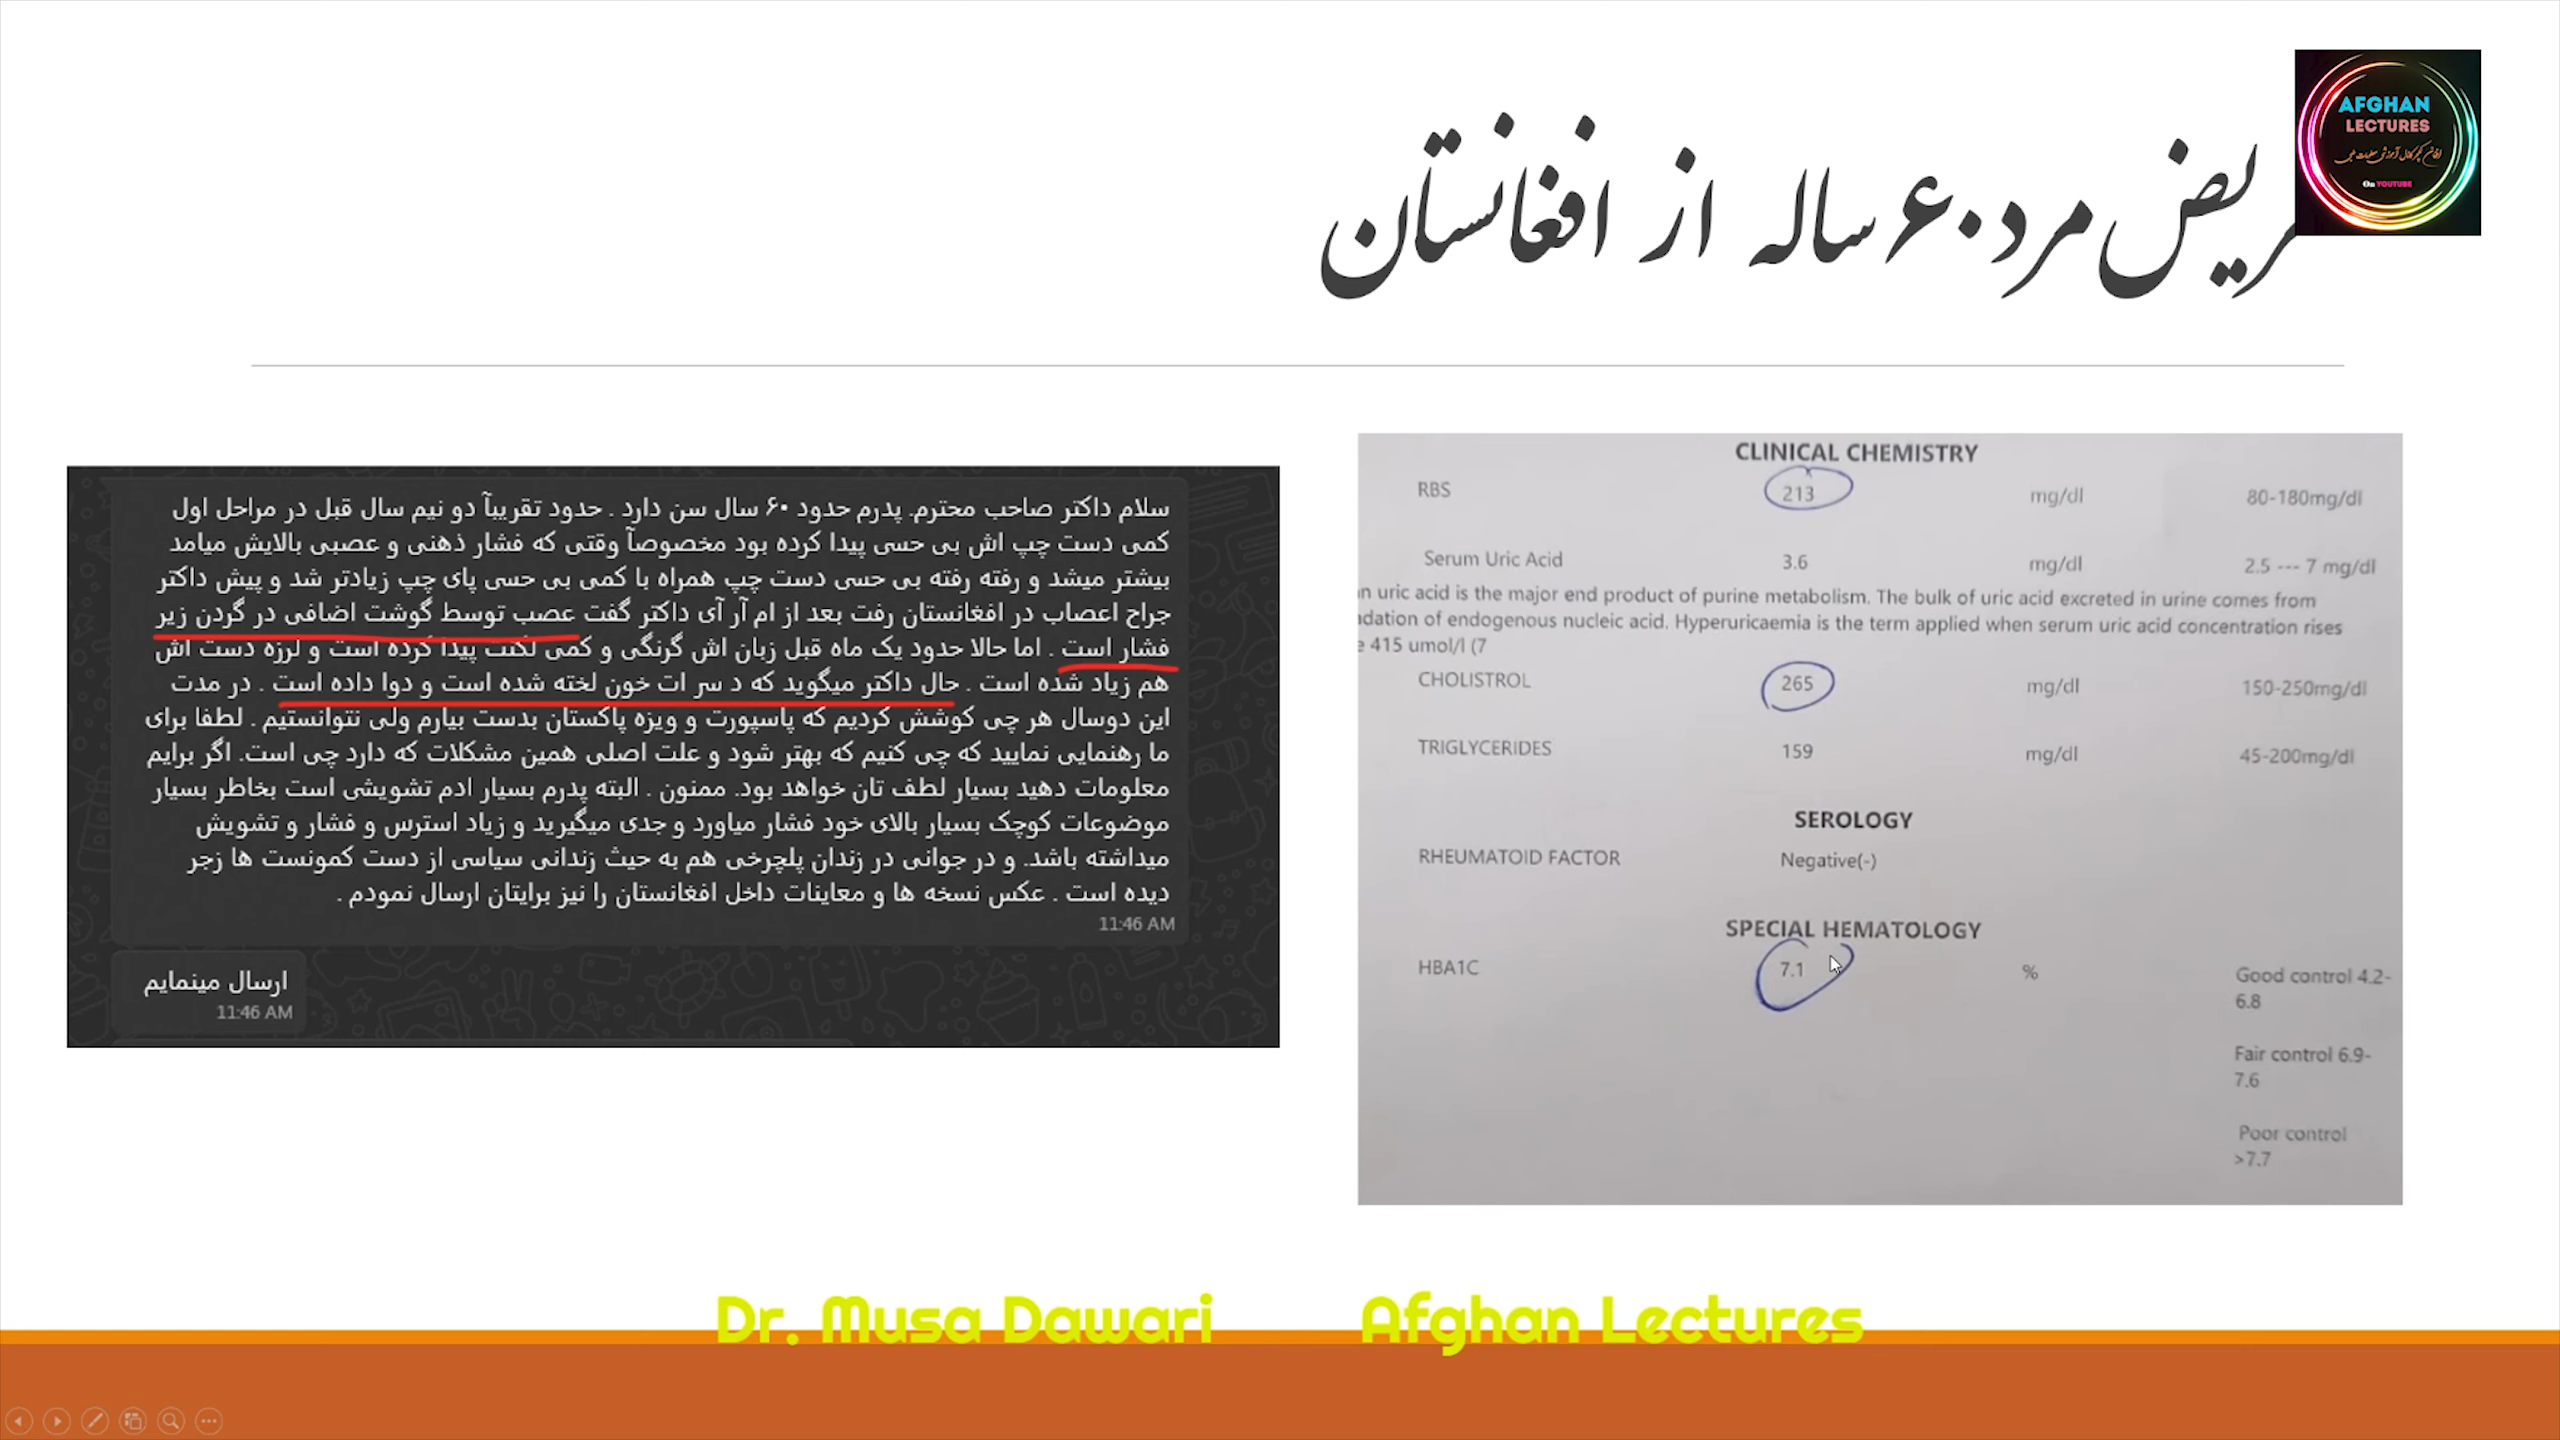 AFGHAN
LECTURES
On YOUTUBE
مریض مرد ۶۰ ساله از افغانستان
سلام داکتر صاحب محترم. پدرم حدود ۶۰ سال سن دارد . حدود تقریبآ دو نیم سال قبل در مراحل اول
کمی دست چپ اش بی حسی پیدا کرده بود مخصوصآ وقتی که فشار ذهنی و عصبی بالایش میامد
بیشتر میشد و رفته رفته بی حسی دست چپ همراه با کمی بی حسی پای چپ زیادتر شد و پیش داکتر
جراح اعصاب در افغانستان رفت بعد از ام آر آی داکتر گفت عصب توسط گوشت اضافی در گردن زیر
فشار است . اما حالا حدود یک ماه قبل زبان اش گرنگی و کمی لکنت پیدا کرده است و لرزه دست اش
هم زیاد شده است . حال داکتر میگوید که د سر ات خون لخته شده است و دوا داده است . در مدت
این دوسال هر چی کوشش کردیم که پاسپورت و ویزه پاکستان بدست بیارم ولی نتوانستیم . لطفا برای
ما رهنمایی نمایید که چی کنیم که بهتر شود و علت اصلی همین مشکلات که دارد چی است. اگر برایم
معلومات دهید بسیار لطف تان خواهد بود. ممنون . البته پدرم بسیار ادم تشویشی است بخاطر بسیار
موضوعات کوچک بسیار بالای خود فشار میاورد و جدی میگیرید و زیاد استرس و فشار و تشویش
میداشته باشد. و در جوانی در زندان پلچرخی هم به حیث زندانی سیاسی از دست کمونست ها زجر
دیده است . عکس نسخه ها و معاینات داخل افغانستان را نیز برایتان ارسال نمودم .
11:46 AM
ارسال مینمایم
11:46 AM
CLINICAL CHEMISTRY
RBS 213 mg/dl 80-180mg/dl
Serum Uric Acid 3.6 mg/dl 2.5 --- 7 mg/dl
n uric acid is the major end product of purine metabolism. The bulk of uric acid excreted in urine comes from
dation of endogenous nucleic acid. Hyperuricaemia is the term applied when serum uric acid concentration rises
e 415 umol/l (7
CHOLISTROL 265 mg/dl 150-250mg/dl
TRIGLYCERIDES 159 mg/dl 45-200mg/dl
SEROLOGY
RHEUMATOID FACTOR Negative(-)
SPECIAL HEMATOLOGY
HBA1C 7.1 % Good control 4.2-
6.8
Fair control 6.9-
7.6
Poor control
>7.7
Dr. Musa Dawari Afghan Lectures